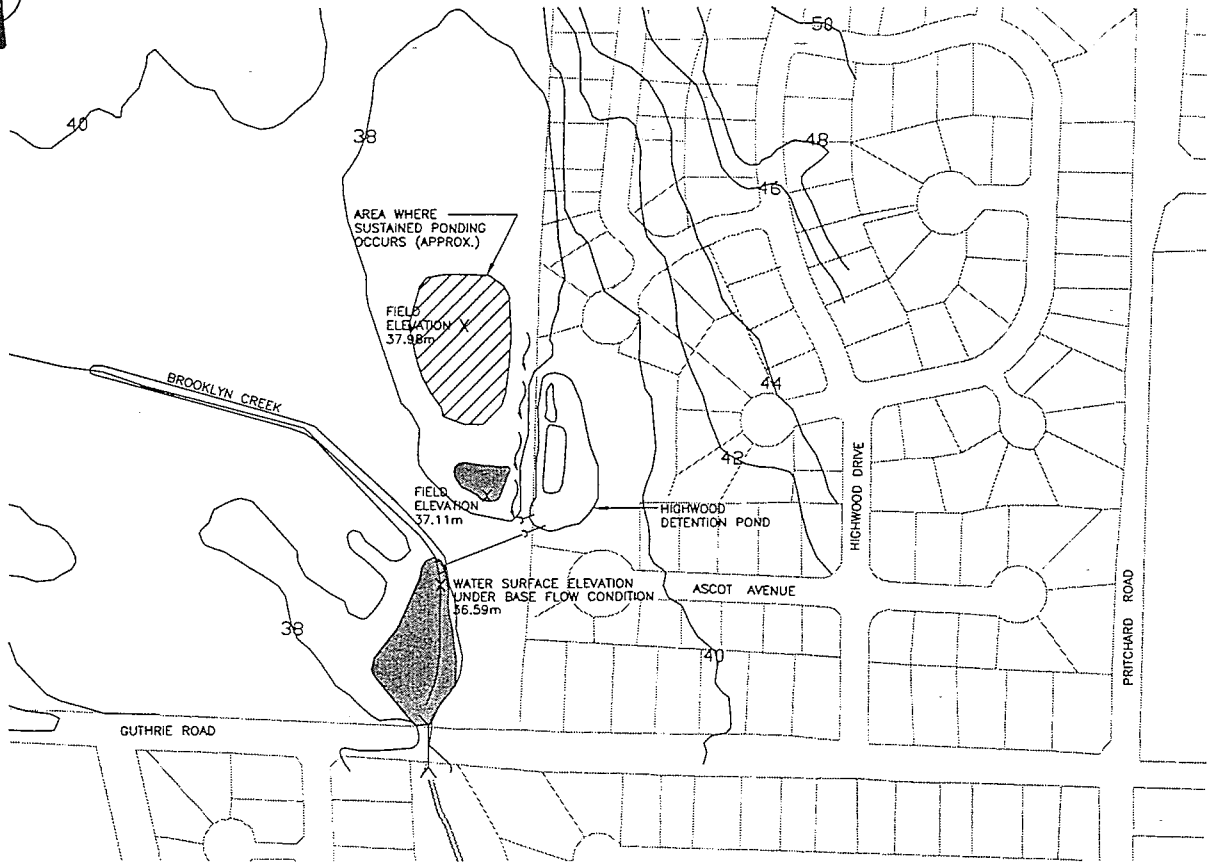 50
40
38
48
46
AREA WHERE
SUSTAINED PONDING
OCCURS (APPROX.)
FIELD
ELEVATION X
37.98m
BROOKLYN CREEK
44
42
FIELD
ELEVATION
37.11m
X
HIGHWOOD
DETENTION POND
HIGHWOOD DRIVE
X
WATER SURFACE ELEVATION
UNDER BASE FLOW CONDITION
36.59m
ASCOT AVENUE
PRITCHARD ROAD
38
40
GUTHRIE ROAD